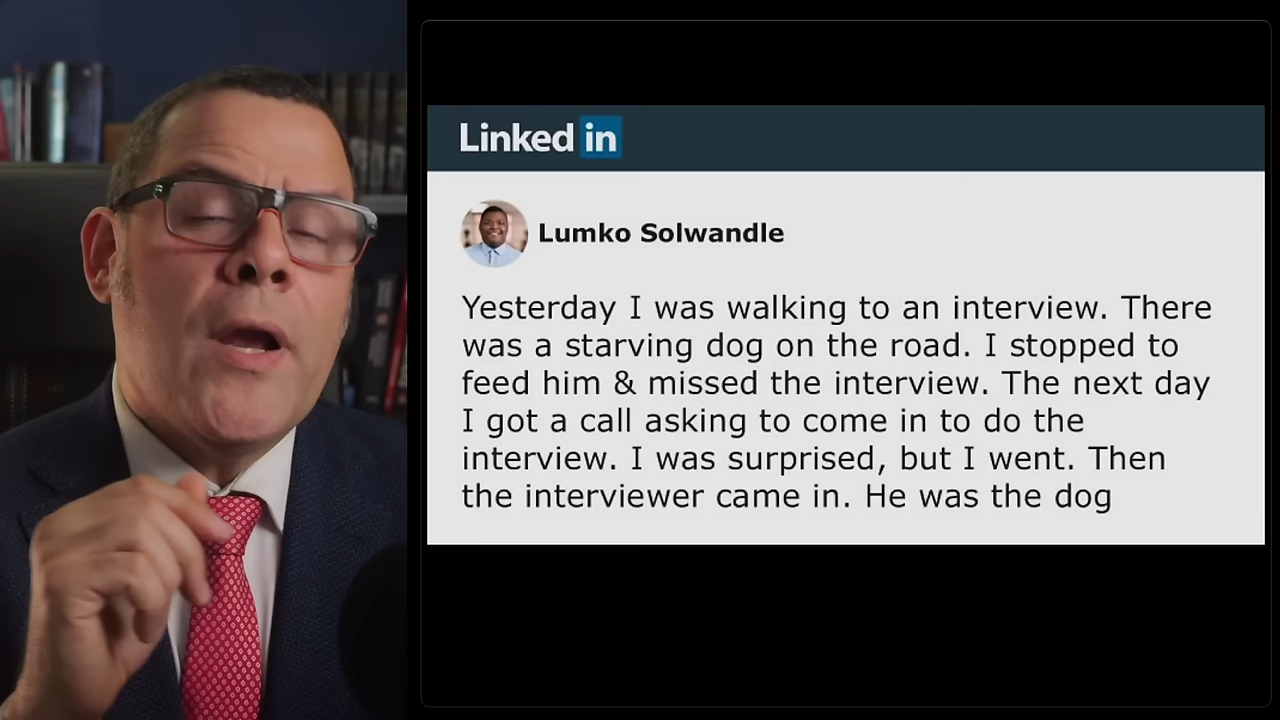 Linked in
Lumko Solwandle
Yesterday I was walking to an interview. There
was a starving dog on the road. I stopped to
feed him & missed the interview. The next day
I got a call asking to come in to do the
interview. I was surprised, but I went. Then
the interviewer came in. He was the dog